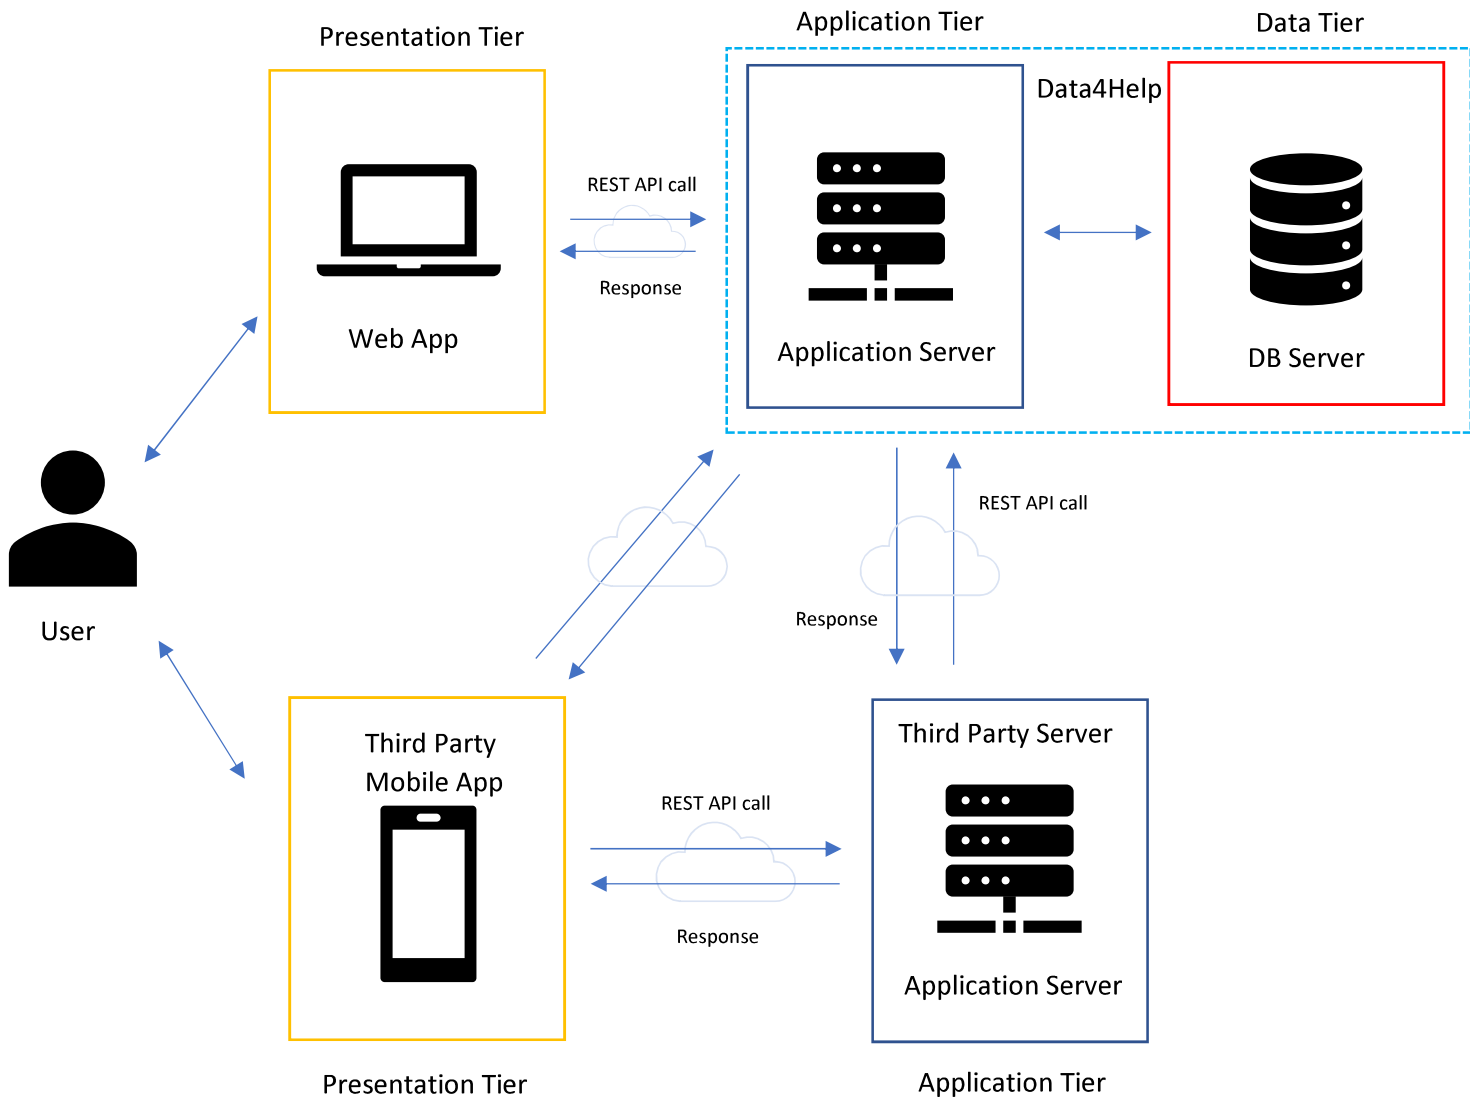 Presentation Tier
Application Tier
Data Tier
Data4Help
REST API call
Response
Web App
Application Server
DB Server
User
REST API call
Response
Third Party
Mobile App
REST API call
Response
Third Party Server
Application Server
Presentation Tier
Application Tier